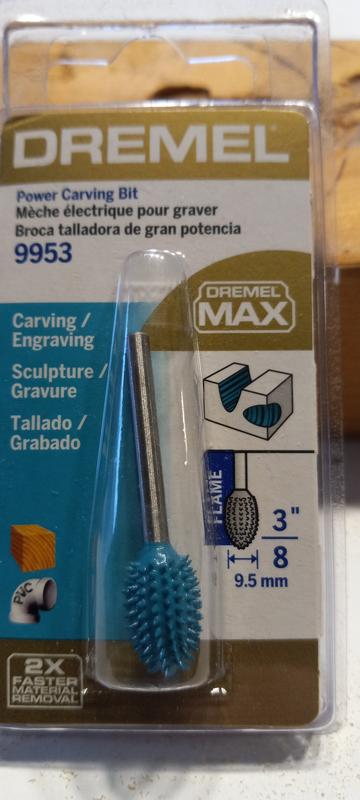 DREMEL
Power Carving Bit
Mèche électrique pour graver
Broca talladora de gran potencia
9953
DREMEL
MAX
Carving /
Engraving
Sculpture /
Gravure
Tallado /
Grabado
FLAME
3"
8
9.5 mm
PVC
2X
FASTER
MATERIAL
REMOVAL